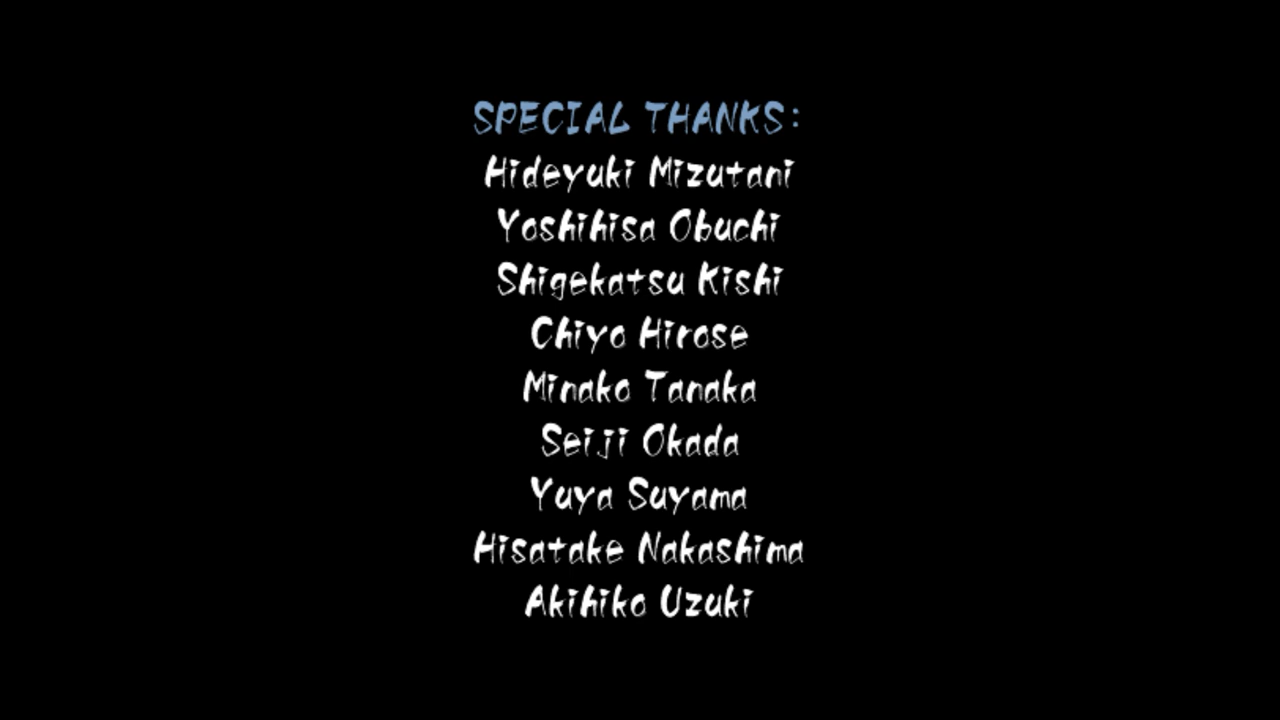 SPECIAL THANKS:
Hideyuki Mizutani
Yoshihisa Obuchi
Shigekatsu Kishi
Chiyo Hirose
Minako Tanaka
Seiji Okada
Yuya Suyama
Hisatake Nakashima
Akihiko Uzuki